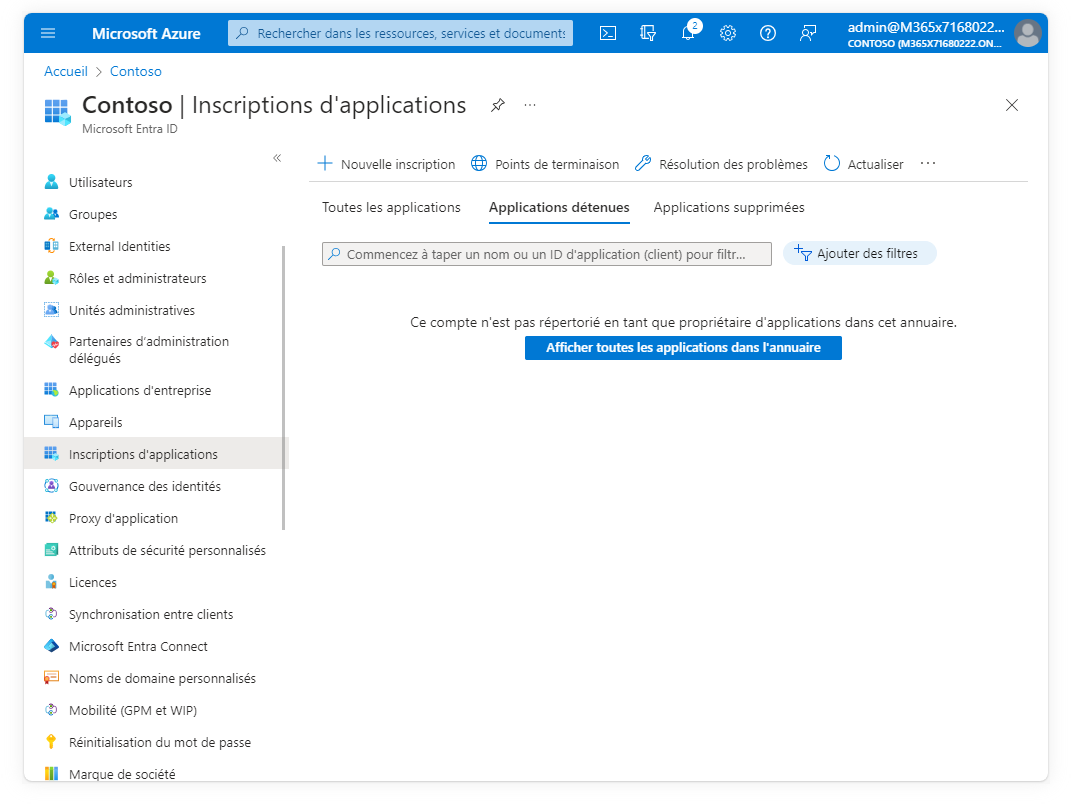 Microsoft Azure
Rechercher dans les ressources, services et documents
2
admin@M365x7168022...
CONTOSO (M365X71680222.ON...
Accueil > Contoso
Contoso | Inscriptions d'applications
...
Microsoft Entra ID
«
Nouvelle inscription
Points de terminaison
Résolution des problèmes
Actualiser
...
Utilisateurs
Groupes
External Identities
Rôles et administrateurs
Unités administratives
Partenaires d'administration
délégués
Applications d'entreprise
Appareils
Inscriptions d'applications
Gouvernance des identités
Proxy d'application
Attributs de sécurité personnalisés
Licences
Synchronisation entre clients
Microsoft Entra Connect
Noms de domaine personnalisés
Mobilité (GPM et WIP)
Réinitialisation du mot de passe
Marque de société
Toutes les applications
Applications détenues
Applications supprimées
Commencez à taper un nom ou un ID d'application (client) pour filtr...
Ajouter des filtres
Ce compte n'est pas répertorié en tant que propriétaire d'applications dans cet annuaire.
Afficher toutes les applications dans l'annuaire